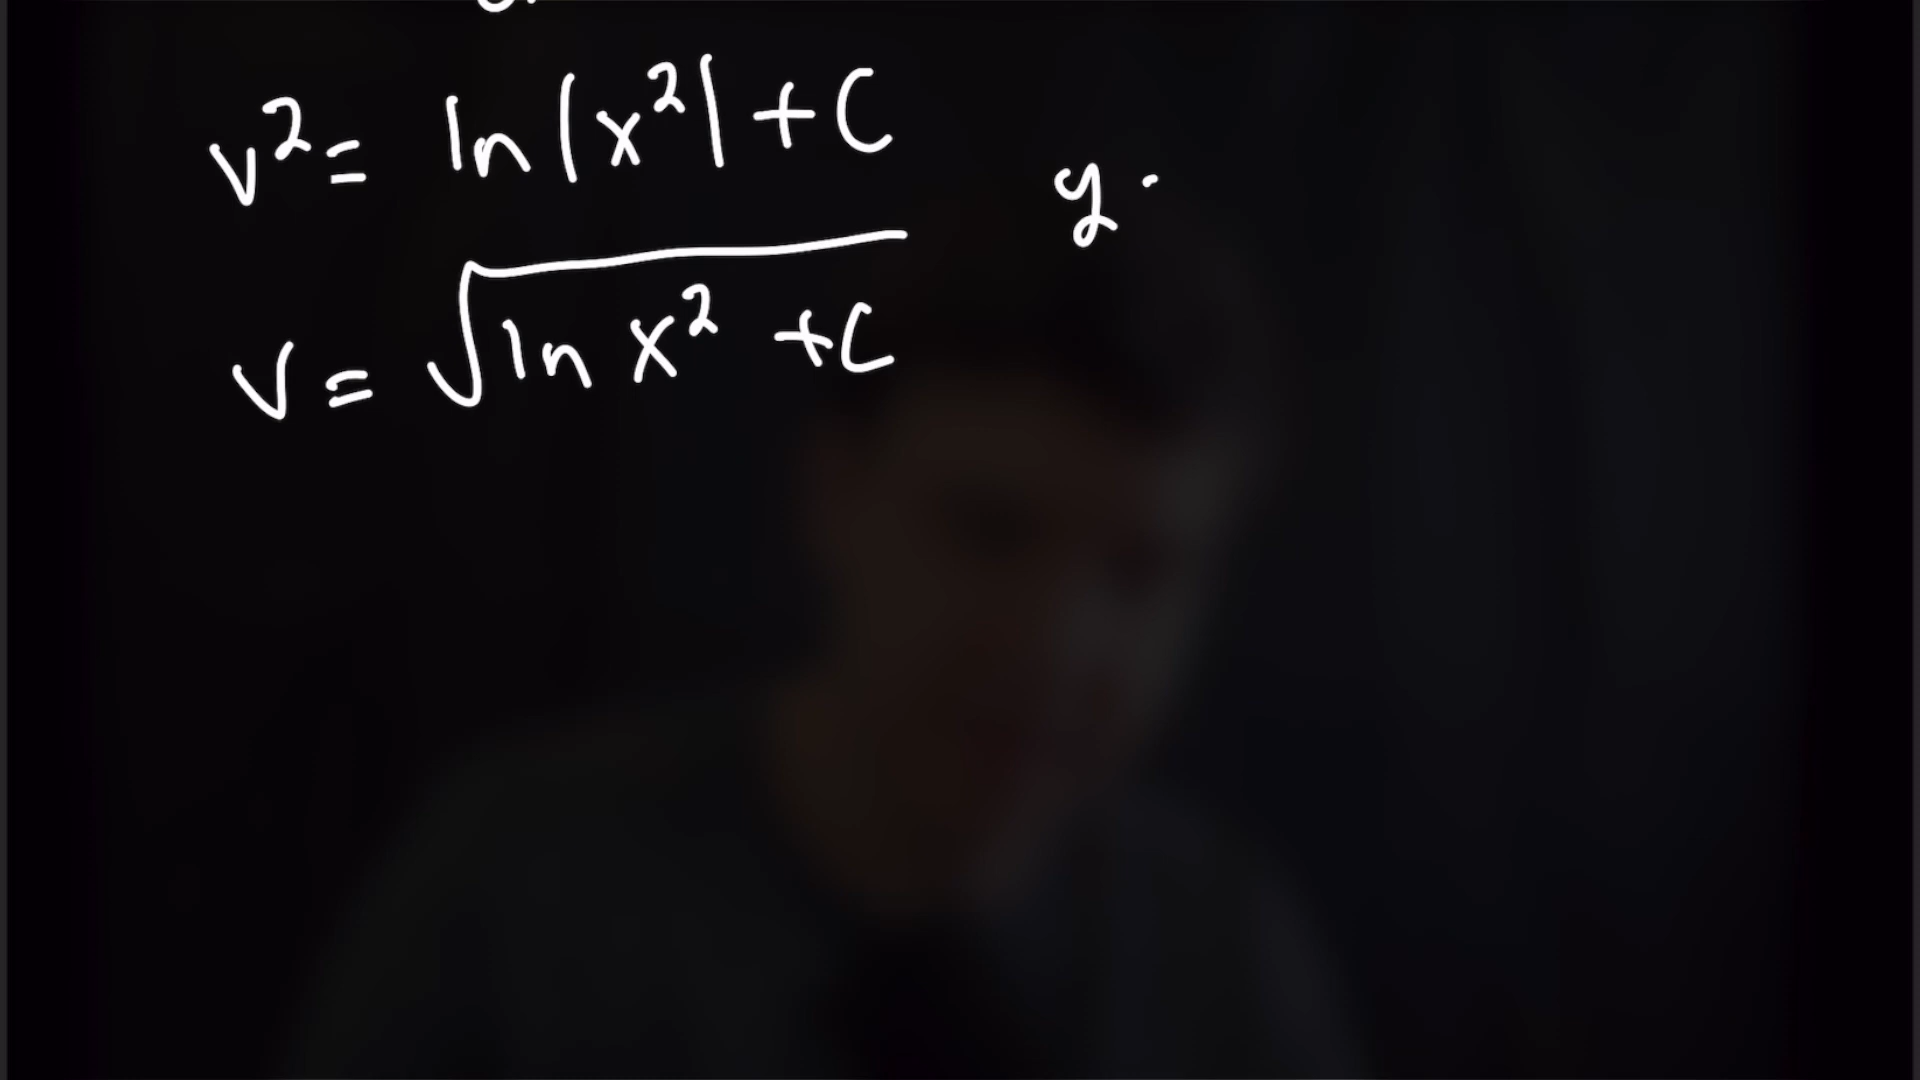 v² = ln|x²| + C
y
v = √(ln x² + C)